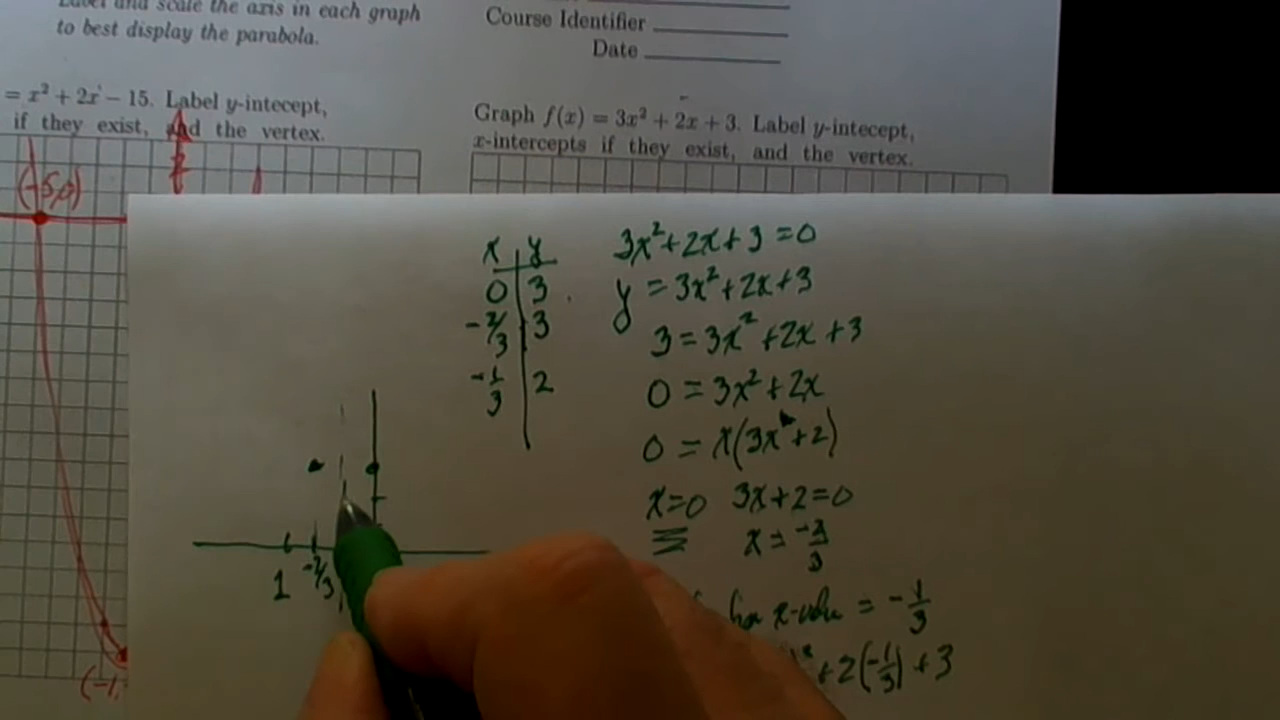 Label and scale the axis in each graph
to best display the parabola.
Course Identifier
Date
= x² + 2x − 15. Label y-intecept,
if they exist, and the vertex.
Graph f(x) = 3x² + 2x + 3. Label y-intecept,
x-intercepts if they exist, and the vertex.
(-5,0)
(-1,
x y
0 3
-2/3 3
-1/3 2
3x²+2x+3=0
y = 3x²+2x+3
3 = 3x²+2x+3
0 = 3x²+2x
0 = x(3x+2)
x=0 3x+2=0
x = -2/3
x-value = -1/3
+2(-1/3)+3
1 -2/3